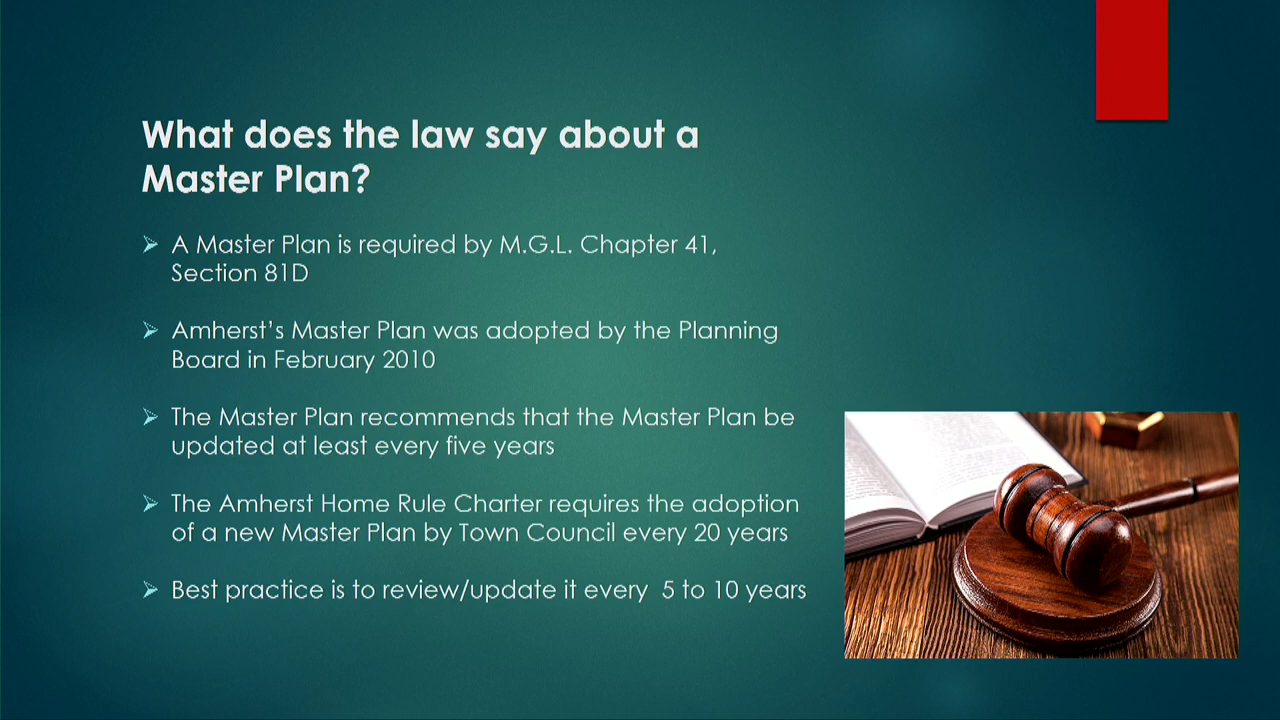 What does the law say about a
Master Plan?
A Master Plan is required by M.G.L. Chapter 41,
Section 81D
Amherst’s Master Plan was adopted by the Planning
Board in February 2010
The Master Plan recommends that the Master Plan be
updated at least every five years
The Amherst Home Rule Charter requires the adoption
of a new Master Plan by Town Council every 20 years
Best practice is to review/update it every  5 to 10 years